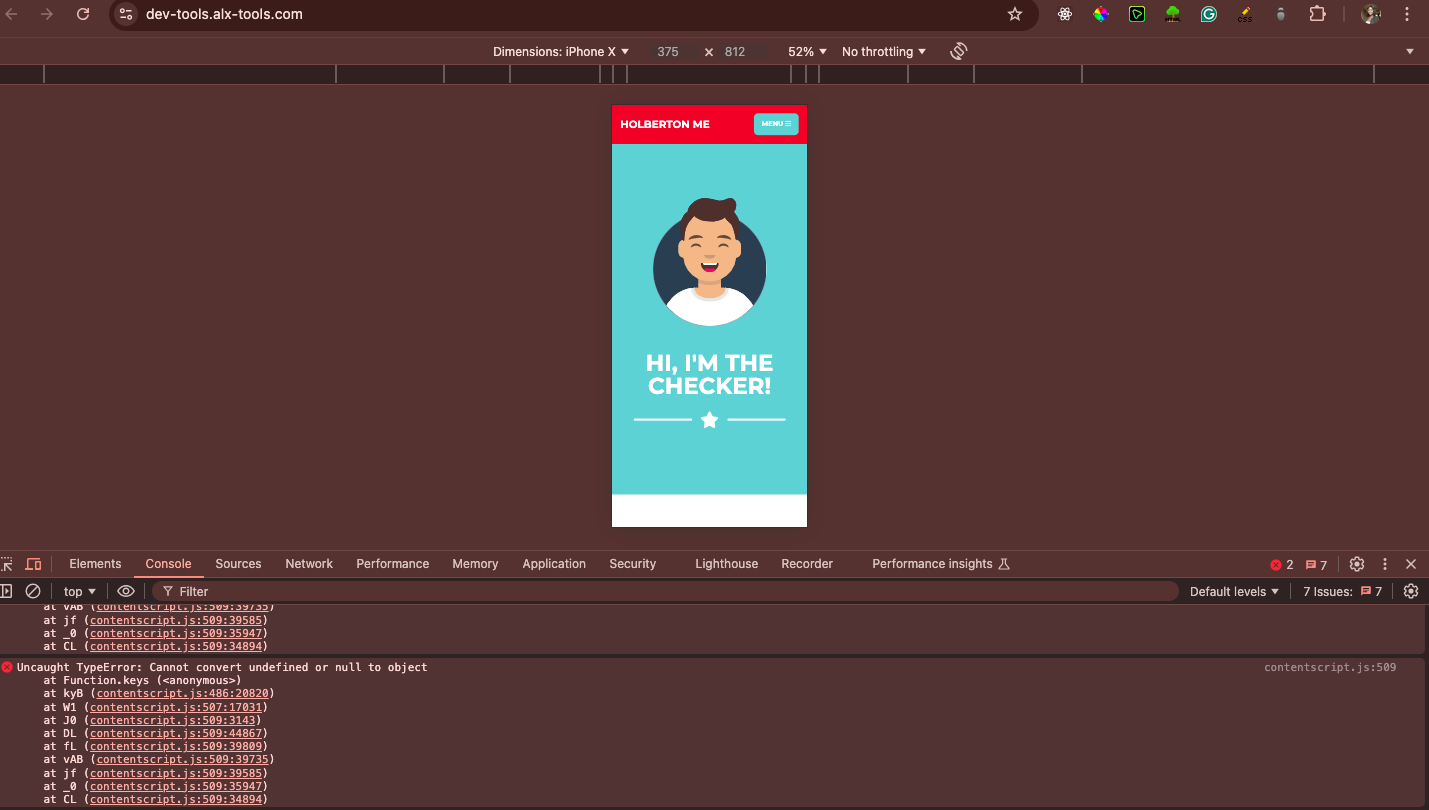 dev-tools.alx-tools.com
Dimensions: iPhone X 375 × 812 52% No throttling
HOLBERTON ME
MENU
HI, I'M THE
CHECKER!
Elements Console Sources Network Performance Memory Application Security Lighthouse Recorder Performance insights 2 7
top Filter Default levels 7 Issues: 7
at vAB (contentscript.js:509:39735)
at jf (contentscript.js:509:39585)
at _0 (contentscript.js:509:35947)
at CL (contentscript.js:509:34894)
Uncaught TypeError: Cannot convert undefined or null to object contentscript.js:509
at Function.keys (<anonymous>)
at kyB (contentscript.js:486:20820)
at W1 (contentscript.js:507:17031)
at J0 (contentscript.js:509:3143)
at DL (contentscript.js:509:44867)
at fL (contentscript.js:509:39809)
at vAB (contentscript.js:509:39735)
at jf (contentscript.js:509:39585)
at _0 (contentscript.js:509:35947)
at CL (contentscript.js:509:34894)